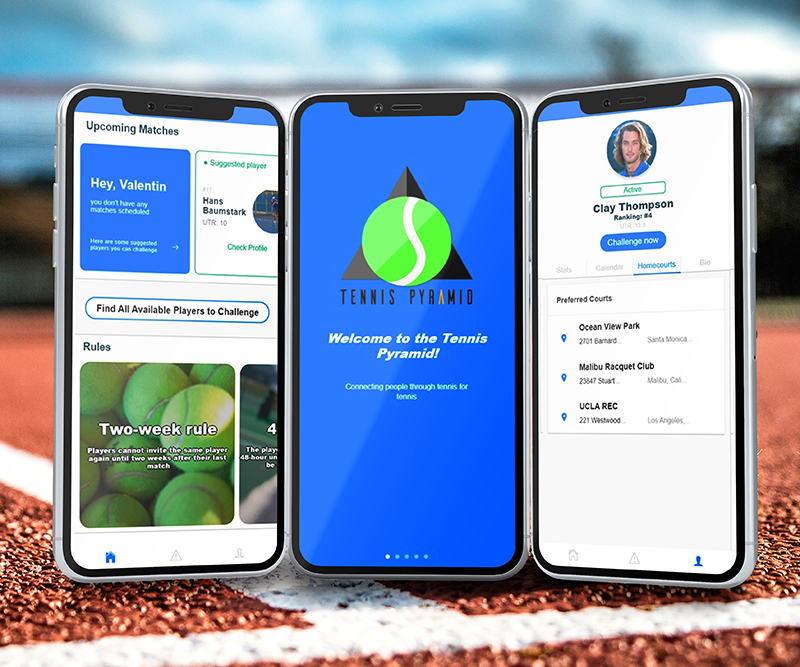 Upcoming Matches
Hey, Valentin
you don't have any
matches scheduled
Here are some suggested
players you can challenge
• Suggested player
#17
Hans
Baumstark
UTR: 10
Check Profile
Find All Available Players to Challenge
Rules
Two-week rule
Players cannot invite the same player
again until two weeks after their last
match
4
The playe
48-hour un
be
TENNIS PYRAMID
Welcome to the Tennis
Pyramid!
Connecting people through tennis for
tennis
Active
Clay Thompson
Ranking: #4
UTR: 13.5
Challenge now
Stats Calendar Homecourts Bio
Preferred Courts
Ocean View Park
2701 Barnard... Santa Monica...
Malibu Racquet Club
23847 Stuart... Malibu, Cali...
UCLA REC
221 Westwood... Los Angeles,...